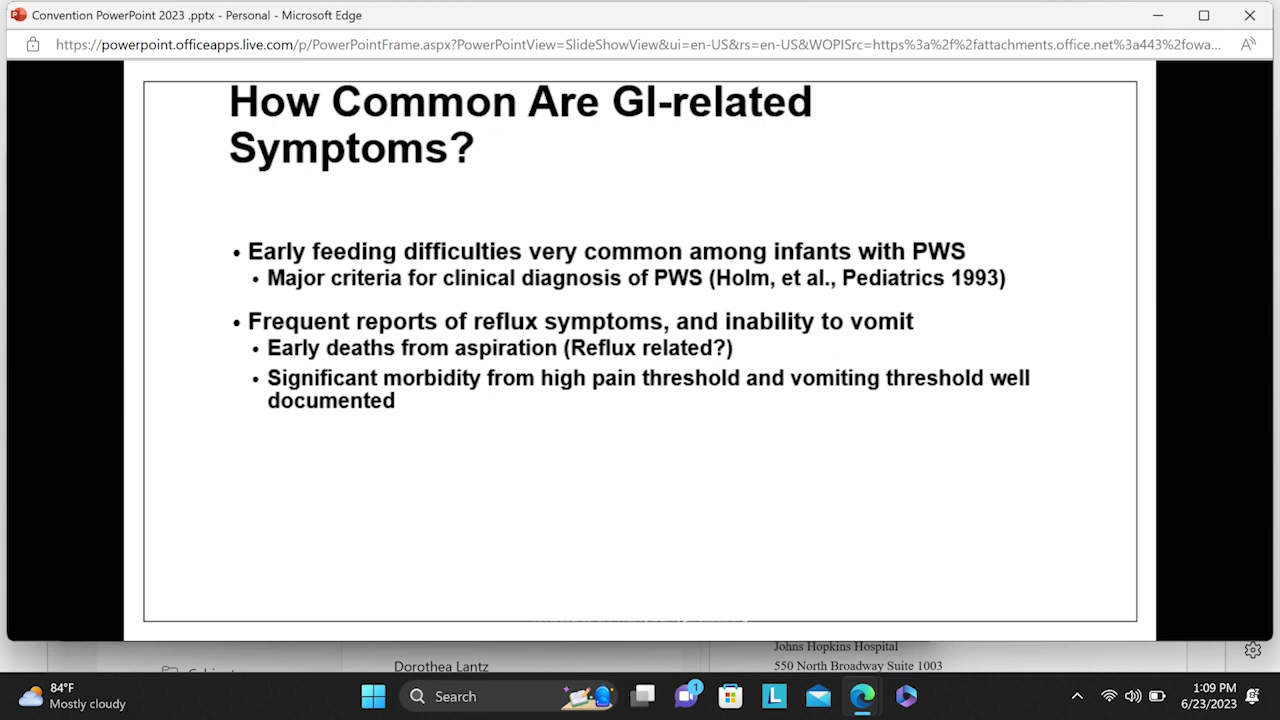 Convention PowerPoint 2023 .pptx - Personal - Microsoft Edge
https://powerpoint.officeapps.live.com/p/PowerPointFrame.aspx?PowerPointView=SlideShowView&ui=en-US&rs=en-US&WOPISrc=https%3a%2f%2fattachments.office.net%3a443%2fowa...
How Common Are GI-related
Symptoms?
• Early feeding difficulties very common among infants with PWS
• Major criteria for clinical diagnosis of PWS (Holm, et al., Pediatrics 1993)
• Frequent reports of reflux symptoms, and inability to vomit
• Early deaths from aspiration (Reflux related?)
• Significant morbidity from high pain threshold and vomiting threshold well
documented
Johns Hopkins Hospital
Dorothea Lantz
550 North Broadway Suite 1003
84°F
Mostly cloudy
Search
1
L
1:09 PM
6/23/2023